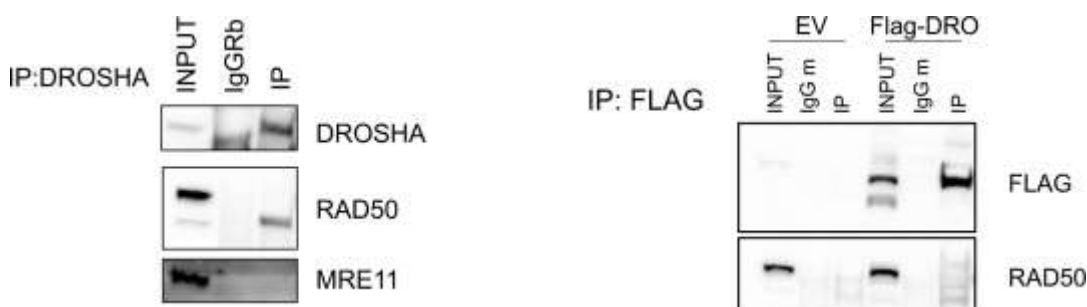 IP:DROSHA
INPUT
IgGRb
IP
DROSHA
RAD50
MRE11
EV Flag-DRO
IP: FLAG
INPUT
IgG m
IP
INPUT
IgG m
IP
FLAG
RAD50